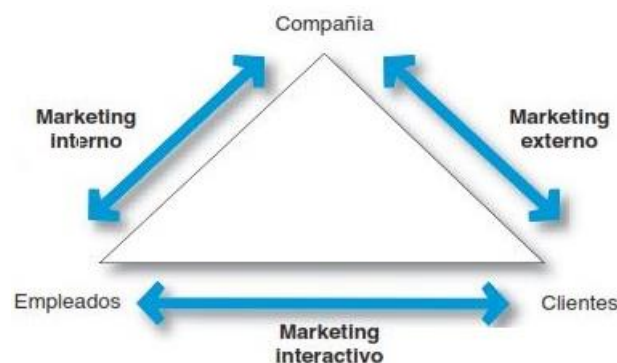 Compañia
Marketing
interno
Marketing
externo
Empleados
Clientes
Marketing
interactivo